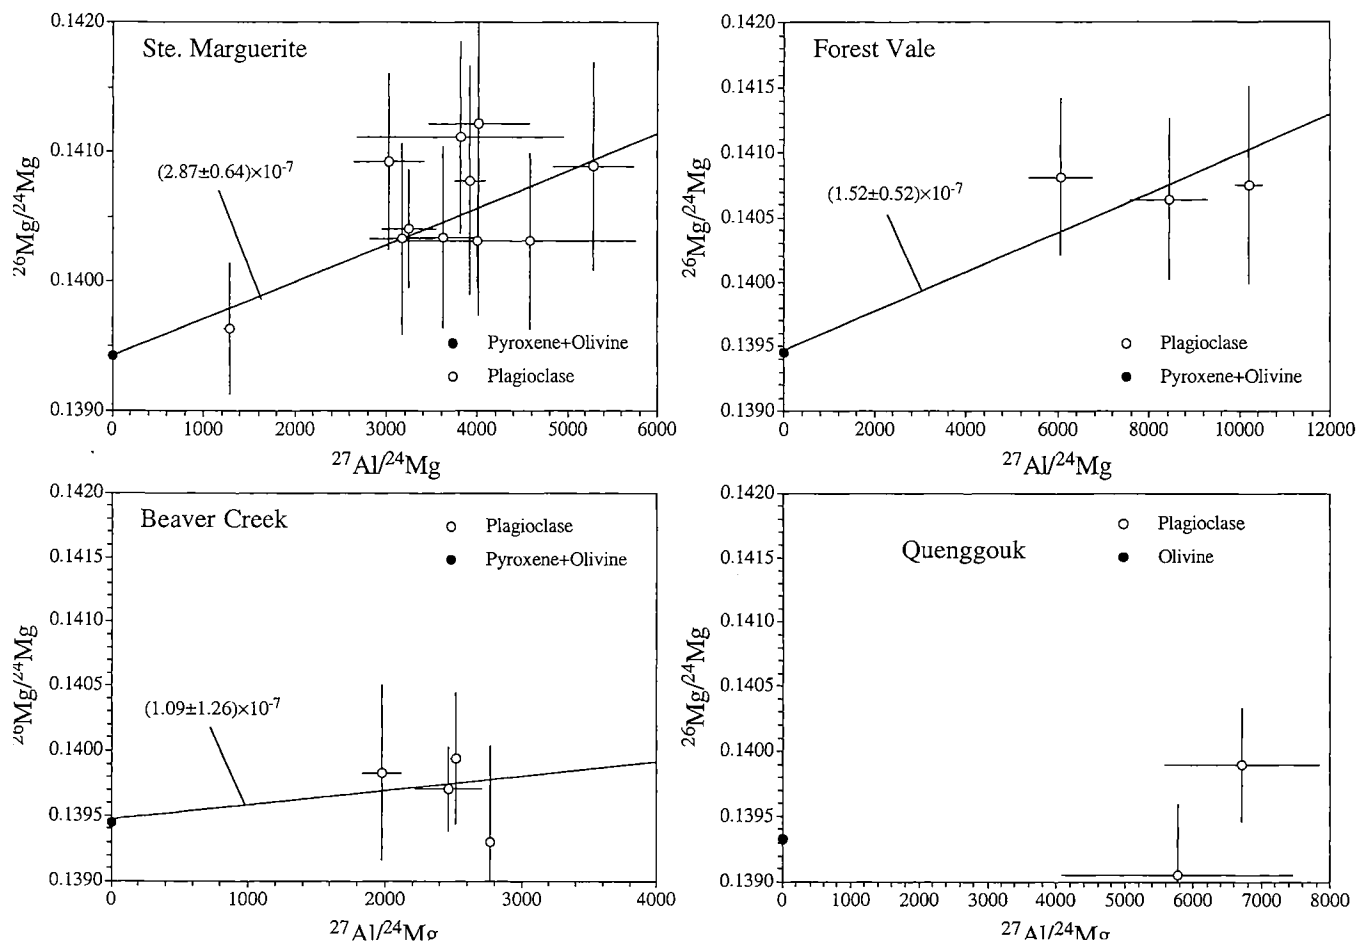 0.1420
Ste. Marguerite
0.1410
(2.87±0.64)×10⁻⁷
²⁶Mg/²⁴Mg
0.1400
Pyroxene+Olivine
Plagioclase
0.1390
0 1000 2000 3000 4000 5000 6000
²⁷Al/²⁴Mg
0.1420
Forest Vale
0.1415
0.1410
(1.52±0.52)×10⁻⁷
0.1405
²⁶Mg/²⁴Mg
0.1400
0.1395
Plagioclase
Pyroxene+Olivine
0.1390
0 2000 4000 6000 8000 10000 12000
²⁷Al/²⁴Mg
0.1420
Beaver Creek
Plagioclase
Pyroxene+Olivine
0.1415
0.1410
0.1405
²⁶Mg/²⁴Mg
(1.09±1.26)×10⁻⁷
0.1400
0.1395
0.1390
0 1000 2000 3000 4000
²⁷Al/²⁴Mg
0.1420
Plagioclase
Olivine
Quenggouk
0.1415
0.1410
0.1405
²⁶Mg/²⁴Mg
0.1400
0.1395
0.1390
0 1000 2000 3000 4000 5000 6000 7000 8000
²⁷Al/²⁴Mg